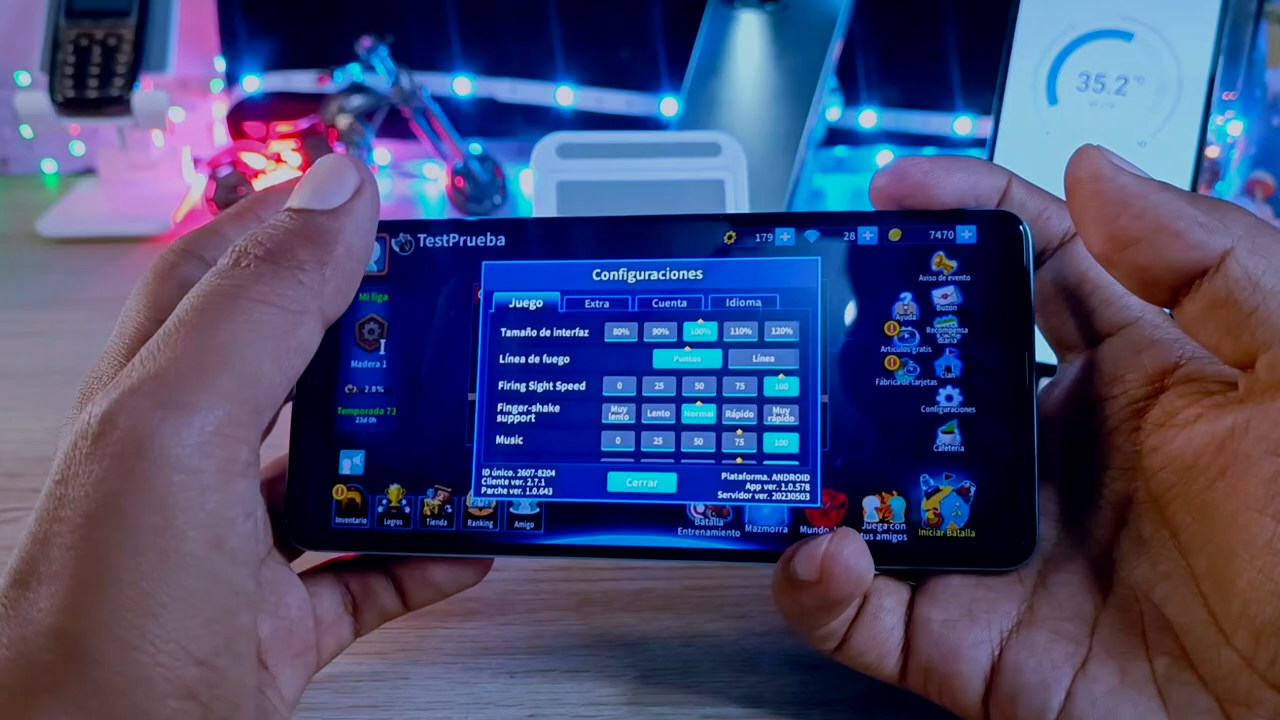 35.2°C
TestPrueba
179
28
7470
Configuraciones
Juego
Extra
Cuenta
Idioma
Tamaño de interfaz
80%
90%
100%
110%
120%
Línea de fuego
Puntos
Línea
Firing Sight Speed
0
25
50
75
100
Finger-shake
support
Muy
lento
Lento
Normal
Rápido
Muy
rápido
Music
0
25
50
75
100
ID único. 2607-8204
Cliente ver. 2.7.1
Parche ver. 1.0.643
Cerrar
Plataforma. ANDROID
App ver. 1.0.578
Servidor ver. 20230503
Mi liga
I
Madera 1
2.8%
Temporada 73
23d 0h
Aviso de evento
Ayuda
Buzón
Artículos gratis
Recompensa
diaria
Fábrica de tarjetas
Clan
Configuraciones
Cafetería
Inventario
Logros
Tienda
Ranking
Amigo
Batalla
Entrenamiento
Mazmorra
Mundo
Juega con
tus amigos
Iniciar Batalla